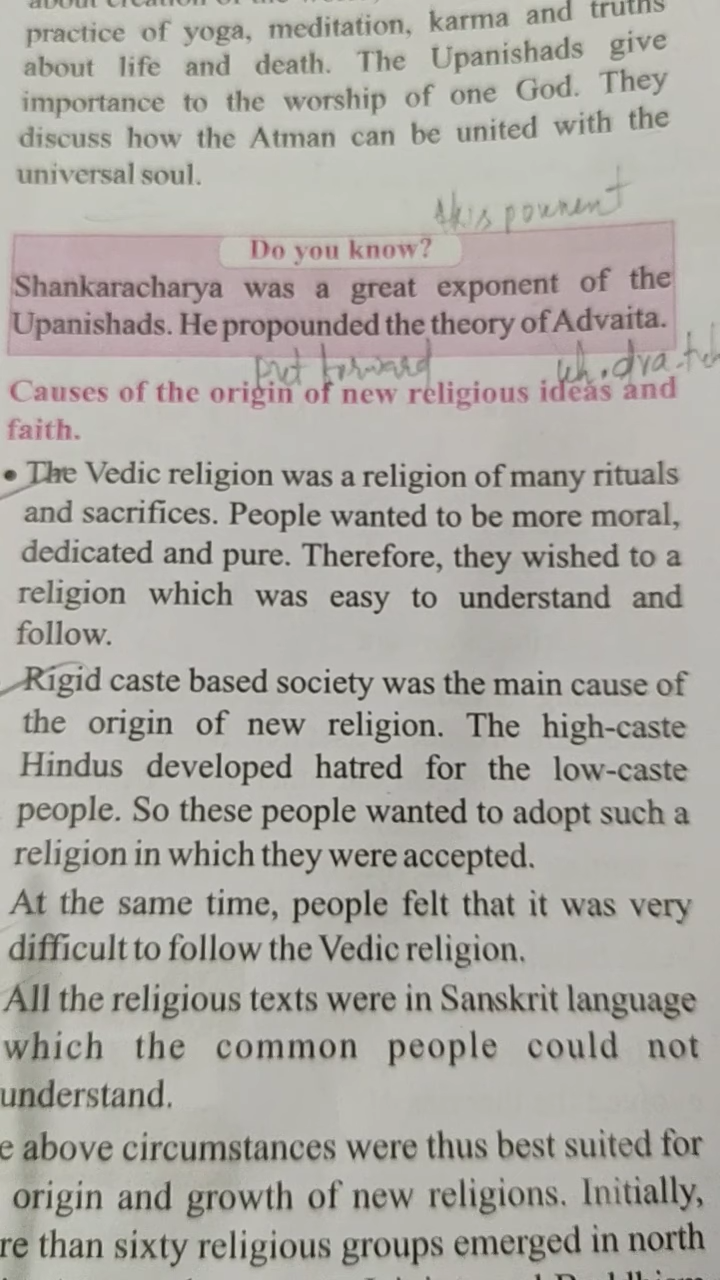 practice of yoga, meditation, karma and truths
about life and death. The Upanishads give
importance to the worship of one God. They
discuss how the Atman can be united with the
universal soul.
Do you know?
Shankaracharya was a great exponent of the
Upanishads. He propounded the theory of Advaita.
put forward
Causes of the origin of new religious ideas and
faith.
• The Vedic religion was a religion of many rituals
and sacrifices. People wanted to be more moral,
dedicated and pure. Therefore, they wished to a
religion which was easy to understand and
follow.
Rigid caste based society was the main cause of
the origin of new religion. The high-caste
Hindus developed hatred for the low-caste
people. So these people wanted to adopt such a
religion in which they were accepted.
At the same time, people felt that it was very
difficult to follow the Vedic religion.
All the religious texts were in Sanskrit language
which the common people could not
understand.
e above circumstances were thus best suited for
origin and growth of new religions. Initially,
re than sixty religious groups emerged in north